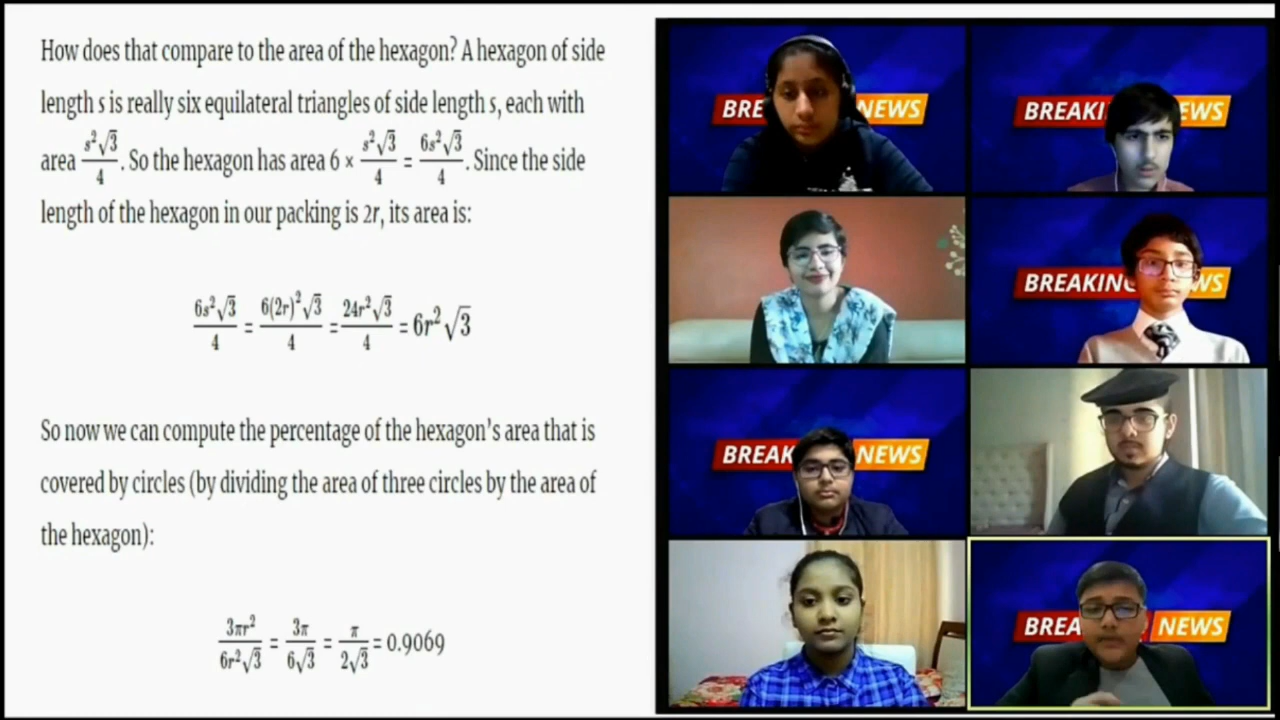 How does that compare to the area of the hexagon? A hexagon of side
length s is really six equilateral triangles of side length s, each with
area s²√3/4. So the hexagon has area 6 × s²√3/4 = 6s²√3/4. Since the side
length of the hexagon in our packing is 2r, its area is:
6s²√3/4 = 6(2r)²√3/4 = 24r²√3/4 = 6r²√3
So now we can compute the percentage of the hexagon's area that is
covered by circles (by dividing the area of three circles by the area of
the hexagon):
3πr²/6r²√3 = 3π/6√3 = π/2√3 = 0.9069
BRE NEWS
BREAKI EWS
BREAKING WS
BREAK NEWS
BREA NEWS